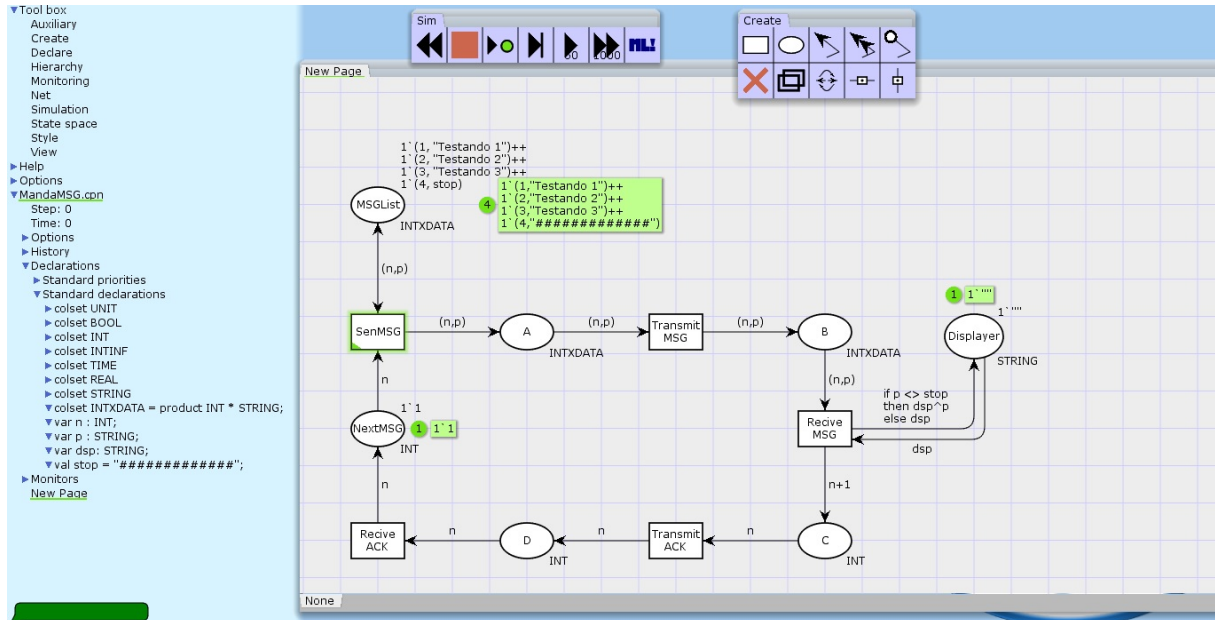 Tool box
Auxiliary
Create
Declare
Hierarchy
Monitoring
Net
Simulation
State space
Style
View
Help
Options
MandaMSG.cpn
Step: 0
Time: 0
Options
History
Declarations
Standard priorities
Standard declarations
colset UNIT
colset BOOL
colset INT
colset INTINF
colset TIME
colset REAL
colset STRING
colset INTXDATA = product INT * STRING;
var n : INT;
var p : STRING;
var dsp: STRING;
val stop = "#############";
Monitors
New Page
Sim
50
1000
ML!
Create
New Page
1`(1, "Testando 1")++
1`(2, "Testando 2")++
1`(3, "Testando 3")++
1`(4, stop)
MSGList
INTXDATA
4
1`(1,"Testando 1")++
1`(2,"Testando 2")++
1`(3,"Testando 3")++
1`(4,"#############")
(n,p)
SenMSG
(n,p)
A
INTXDATA
(n,p)
Transmit
MSG
(n,p)
B
INTXDATA
1
1`""
1`""
Displayer
STRING
n
(n,p)
if p <> stop
then dsp^p
else dsp
1`1
NextMSG
1
1`1
INT
Recive
MSG
dsp
n
n+1
Recive
ACK
n
D
INT
n
Transmit
ACK
n
C
INT
None